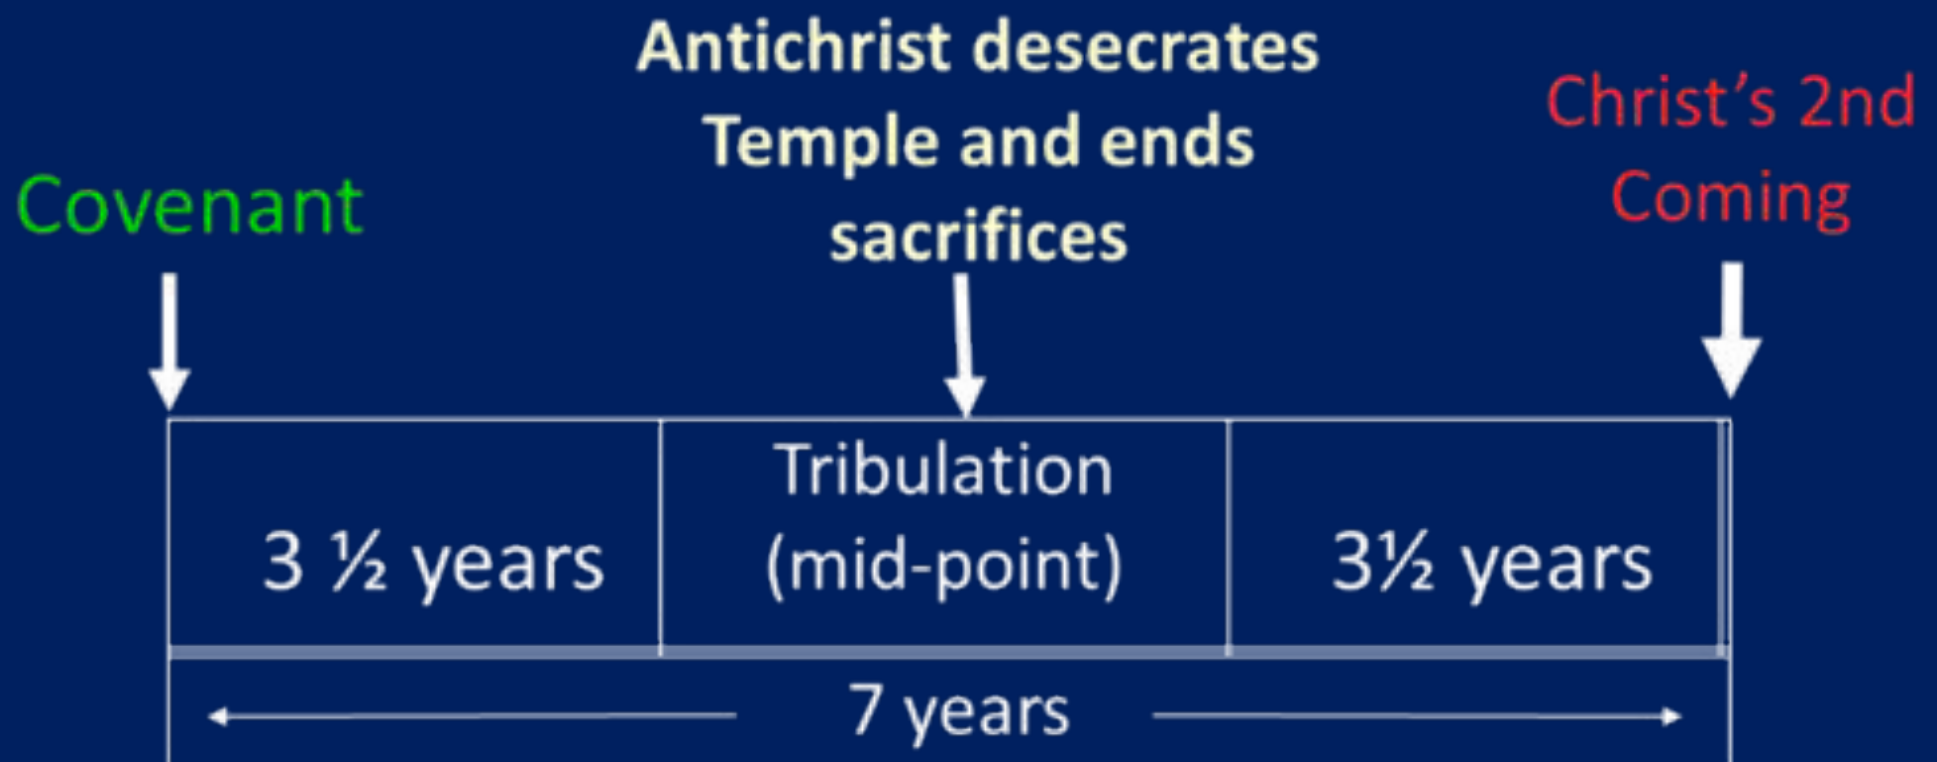 Covenant
Antichrist desecrates
Temple and ends
sacrifices
Christ's 2nd
Coming
3 ½ years
Tribulation
(mid-point)
3½ years
7 years